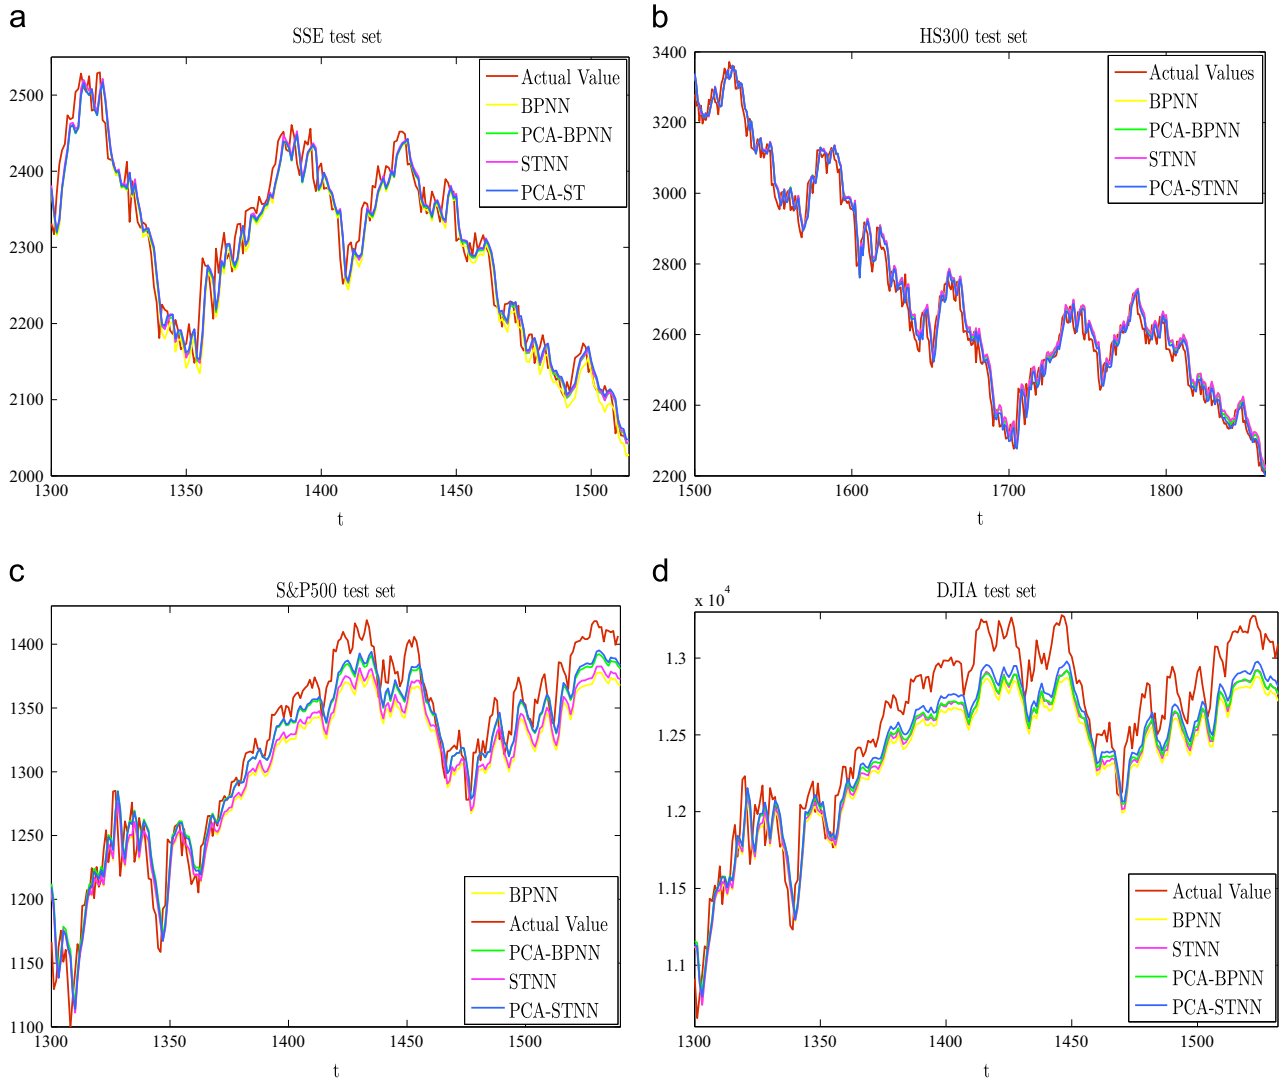 a
SSE test set
2500
2400
2300
2200
2100
2000
1300
1350
1400
1450
1500
t
Actual Value
BPNN
PCA-BPNN
STNN
PCA-ST
b
HS300 test set
3400
3200
3000
2800
2600
2400
2200
1500
1600
1700
1800
t
Actual Values
BPNN
PCA-BPNN
STNN
PCA-STNN
c
S&P500 test set
1400
1350
1300
1250
1200
1150
1100
1300
1350
1400
1450
1500
t
BPNN
Actual Value
PCA-BPNN
STNN
PCA-STNN
d
DJIA test set
x 10^4
1.3
1.25
1.2
1.15
1.1
1300
1350
1400
1450
1500
t
Actual Value
BPNN
STNN
PCA-BPNN
PCA-STNN